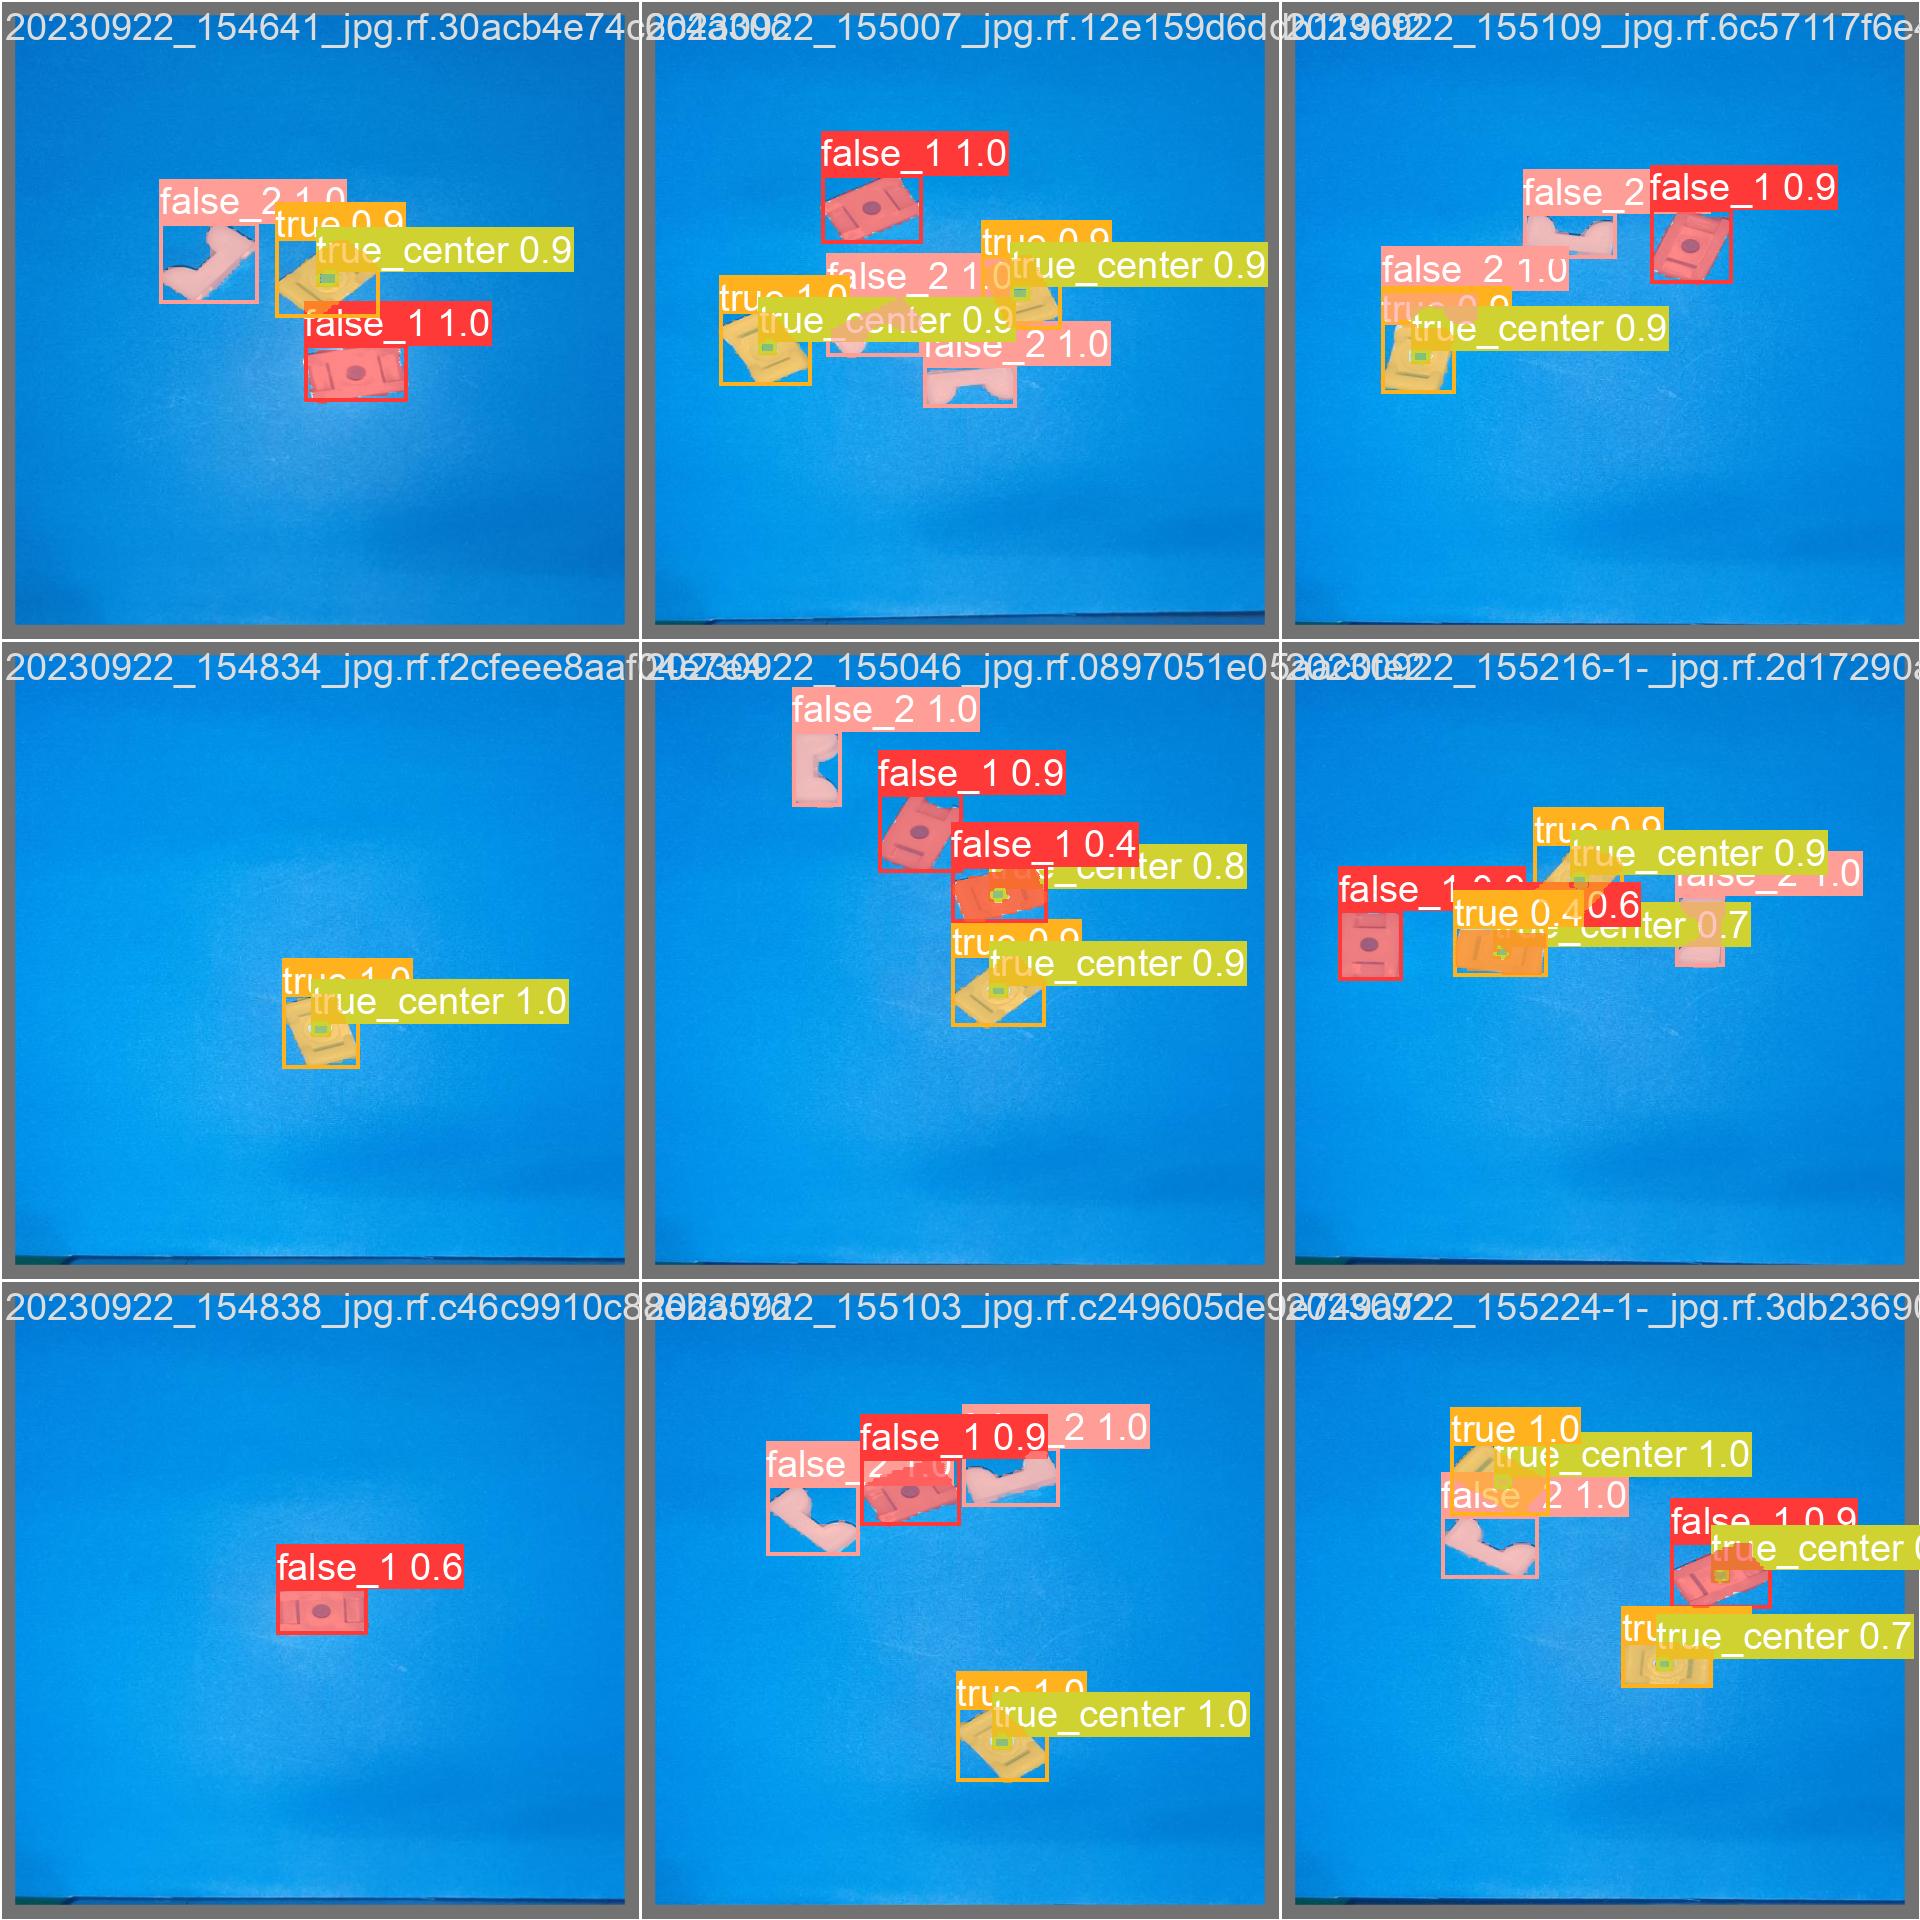 20230922_154641_jpg.rf.30acb4e74c
20230922_155007_jpg.rf.12e159d6dc
20230922_155109_jpg.rf.6c57117f6e
false_2 1.0
true 0.9
true_center 0.9
false_1 1.0
false_1 1.0
true 0.9
true_center 0.9
false_2 1.0
true 1.0
true_center 0.9
false_2 1.0
false_2
false_1 0.9
false_2 1.0
true 0.9
true_center 0.9
20230922_154834_jpg.rf.f2cfeee8aaf
20230922_155046_jpg.rf.0897051e05
20230922_155216-1-_jpg.rf.2d17290a
true 1.0
true_center 1.0
false_2 1.0
false_1 0.9
false_1 0.4
center 0.8
true 0.9
true_center 0.9
true 0.9
true_center 0.9
false_2 1.0
false_1
0.6
true 0.4
true_center 0.7
20230922_154838_jpg.rf.c46c9910c8
20230922_155103_jpg.rf.c249605de9
20230922_155224-1-_jpg.rf.3db2369
false_1 0.6
false_1 0.9
_2 1.0
false_2 1.0
true 1.0
true_center 1.0
true 1.0
true_center 1.0
false_2 1.0
false_1 0.9
true_center
true_center 0.7